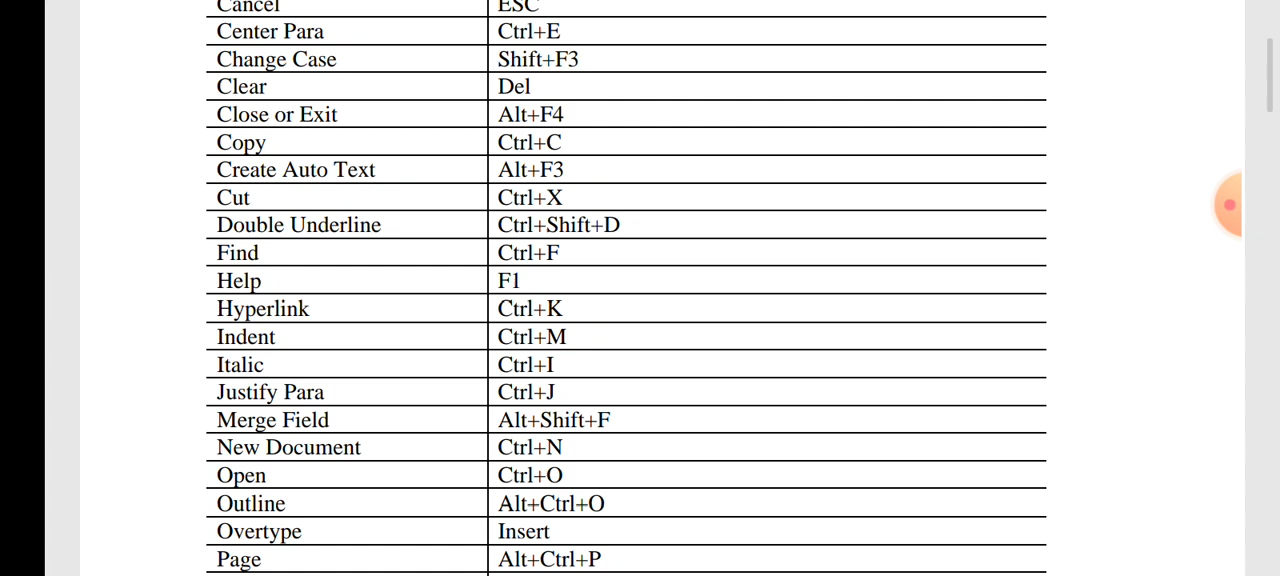 Cancel ESC
Center Para Ctrl+E
Change Case Shift+F3
Clear Del
Close or Exit Alt+F4
Copy Ctrl+C
Create Auto Text Alt+F3
Cut Ctrl+X
Double Underline Ctrl+Shift+D
Find Ctrl+F
Help F1
Hyperlink Ctrl+K
Indent Ctrl+M
Italic Ctrl+I
Justify Para Ctrl+J
Merge Field Alt+Shift+F
New Document Ctrl+N
Open Ctrl+O
Outline Alt+Ctrl+O
Overtype Insert
Page Alt+Ctrl+P